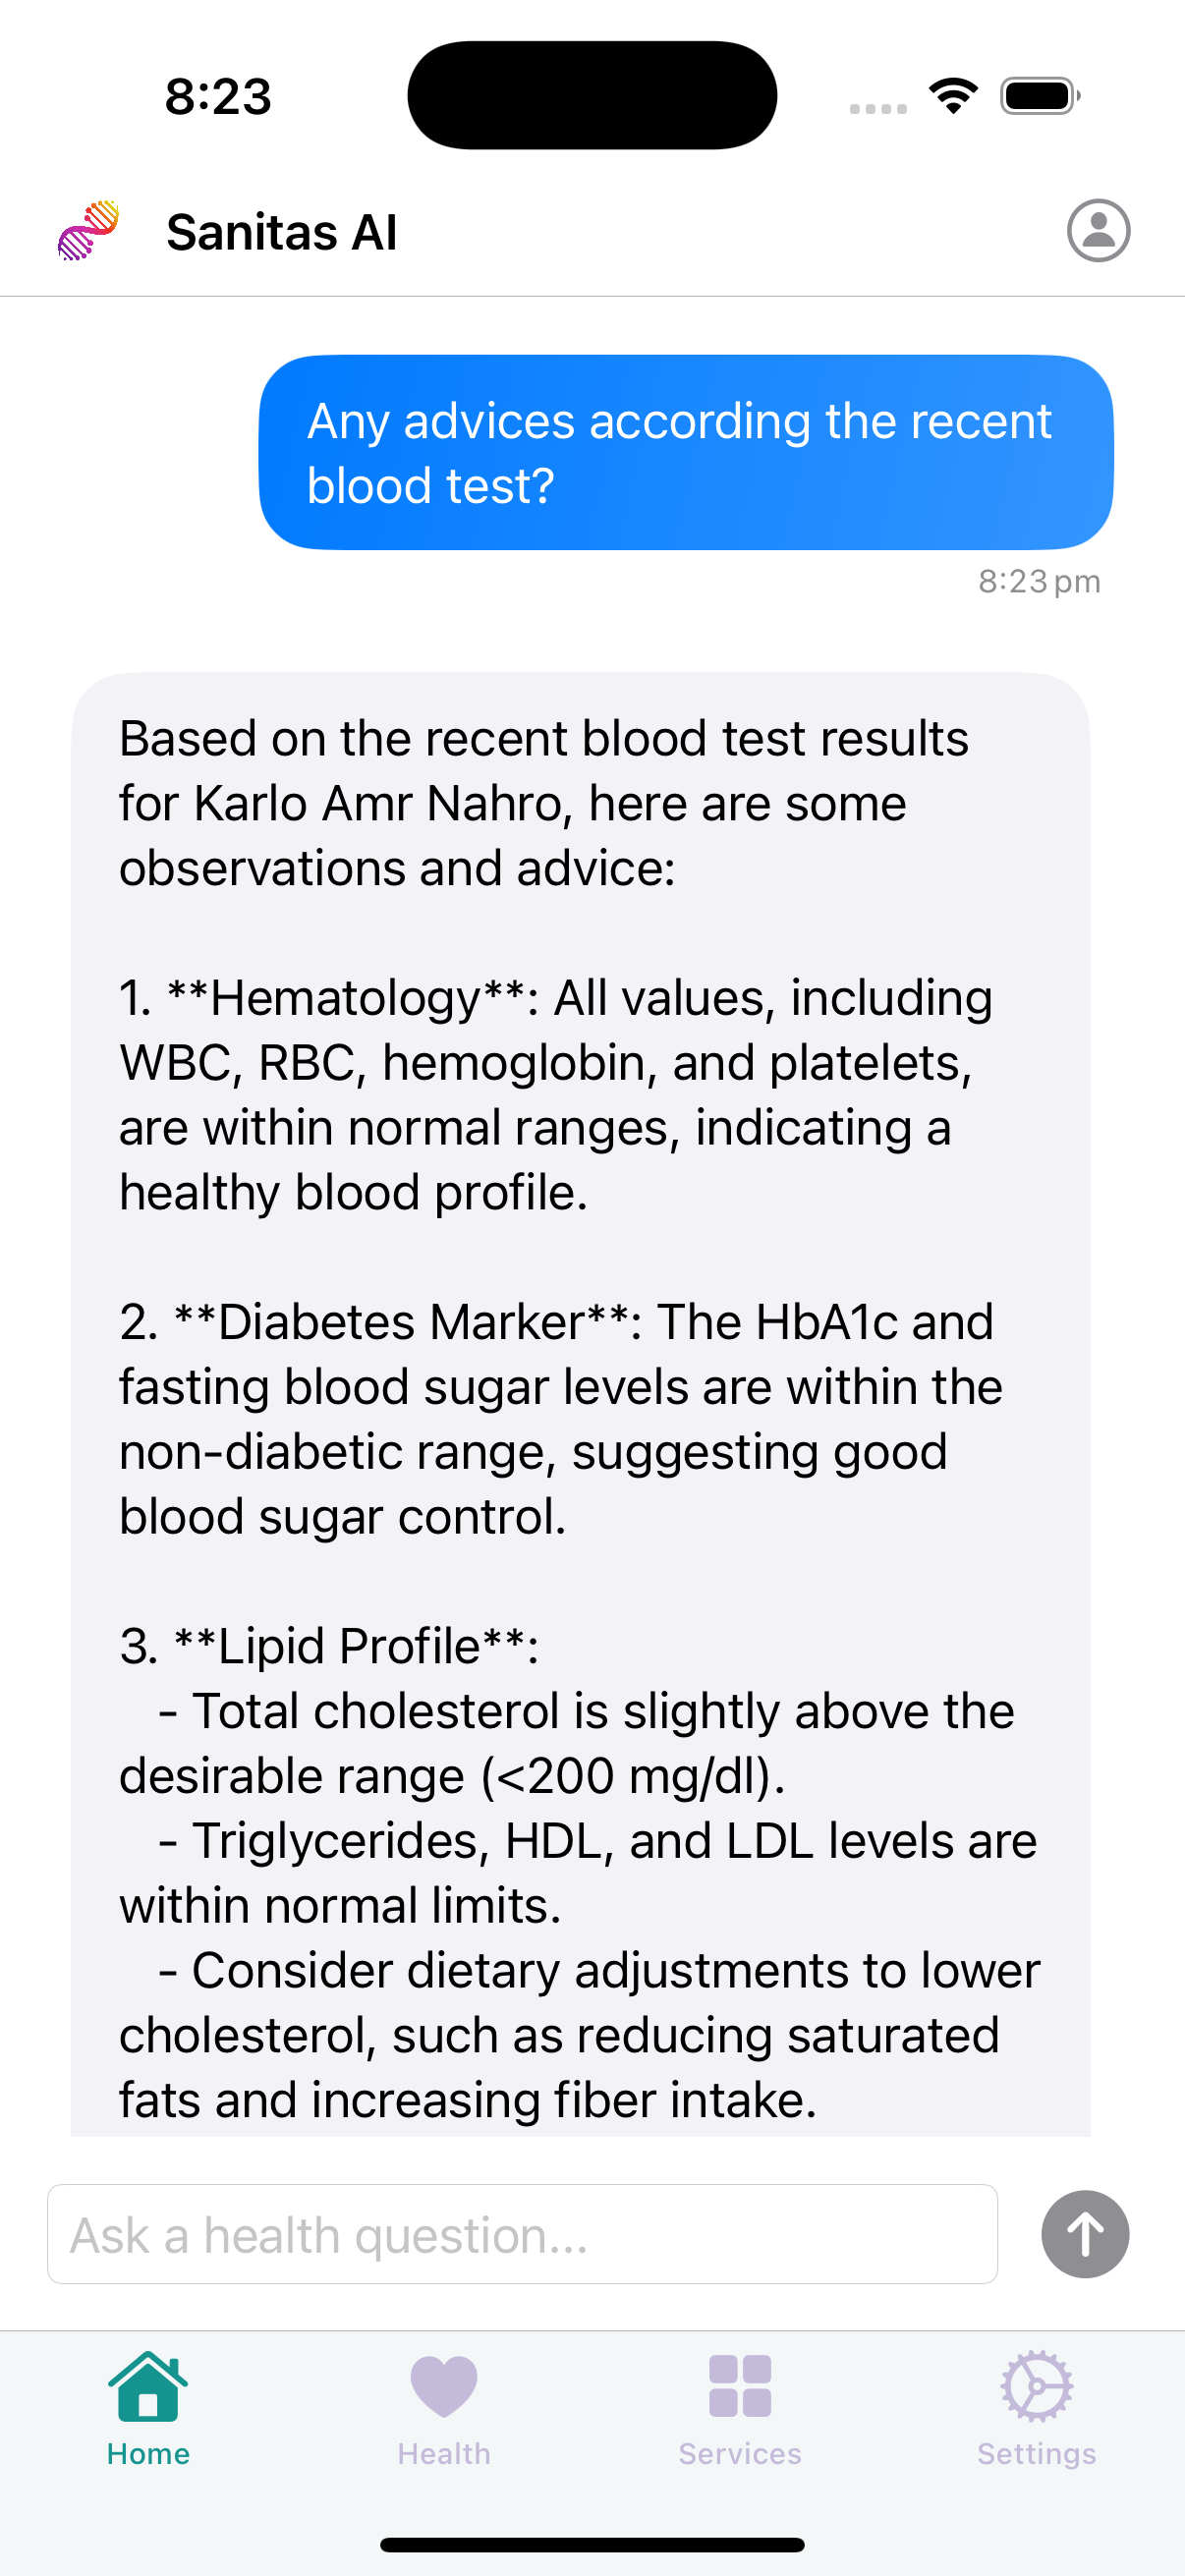 8:23
Sanitas AI
Any advices according the recent
blood test?
8:23 pm
Based on the recent blood test results
for Karlo Amr Nahro, here are some
observations and advice:
1. **Hematology**: All values, including
WBC, RBC, hemoglobin, and platelets,
are within normal ranges, indicating a
healthy blood profile.
2. **Diabetes Marker**: The HbA1c and
fasting blood sugar levels are within the
non-diabetic range, suggesting good
blood sugar control.
3. **Lipid Profile**:
- Total cholesterol is slightly above the
desirable range (<200 mg/dl).
- Triglycerides, HDL, and LDL levels are
within normal limits.
- Consider dietary adjustments to lower
cholesterol, such as reducing saturated
fats and increasing fiber intake.
Ask a health question...
Home
Health
Services
Settings